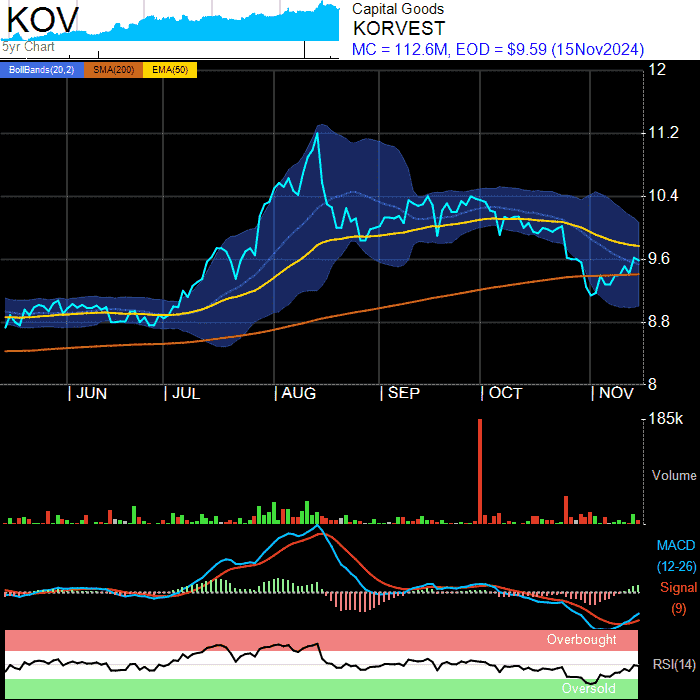 KOV
5yr Chart
Capital Goods
KORVEST
MC = 112.6M, EOD = $9.59 (15Nov2024)
BollBands(20,2) SMA(200) EMA(50)
12
11.2
10.4
9.6
8.8
8
JUN JUL AUG SEP OCT NOV
185k
Volume
MACD
(12-26)
Signal
(9)
Overbought
RSI(14)
Oversold